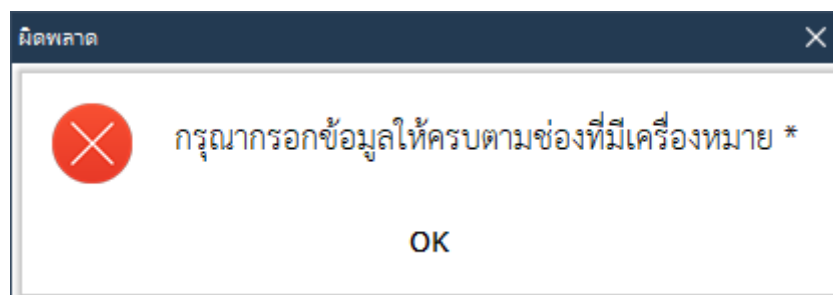 ผิดพลาด
กรุณากรอกข้อมูลให้ครบตามช่องที่มีเครื่องหมาย *
OK